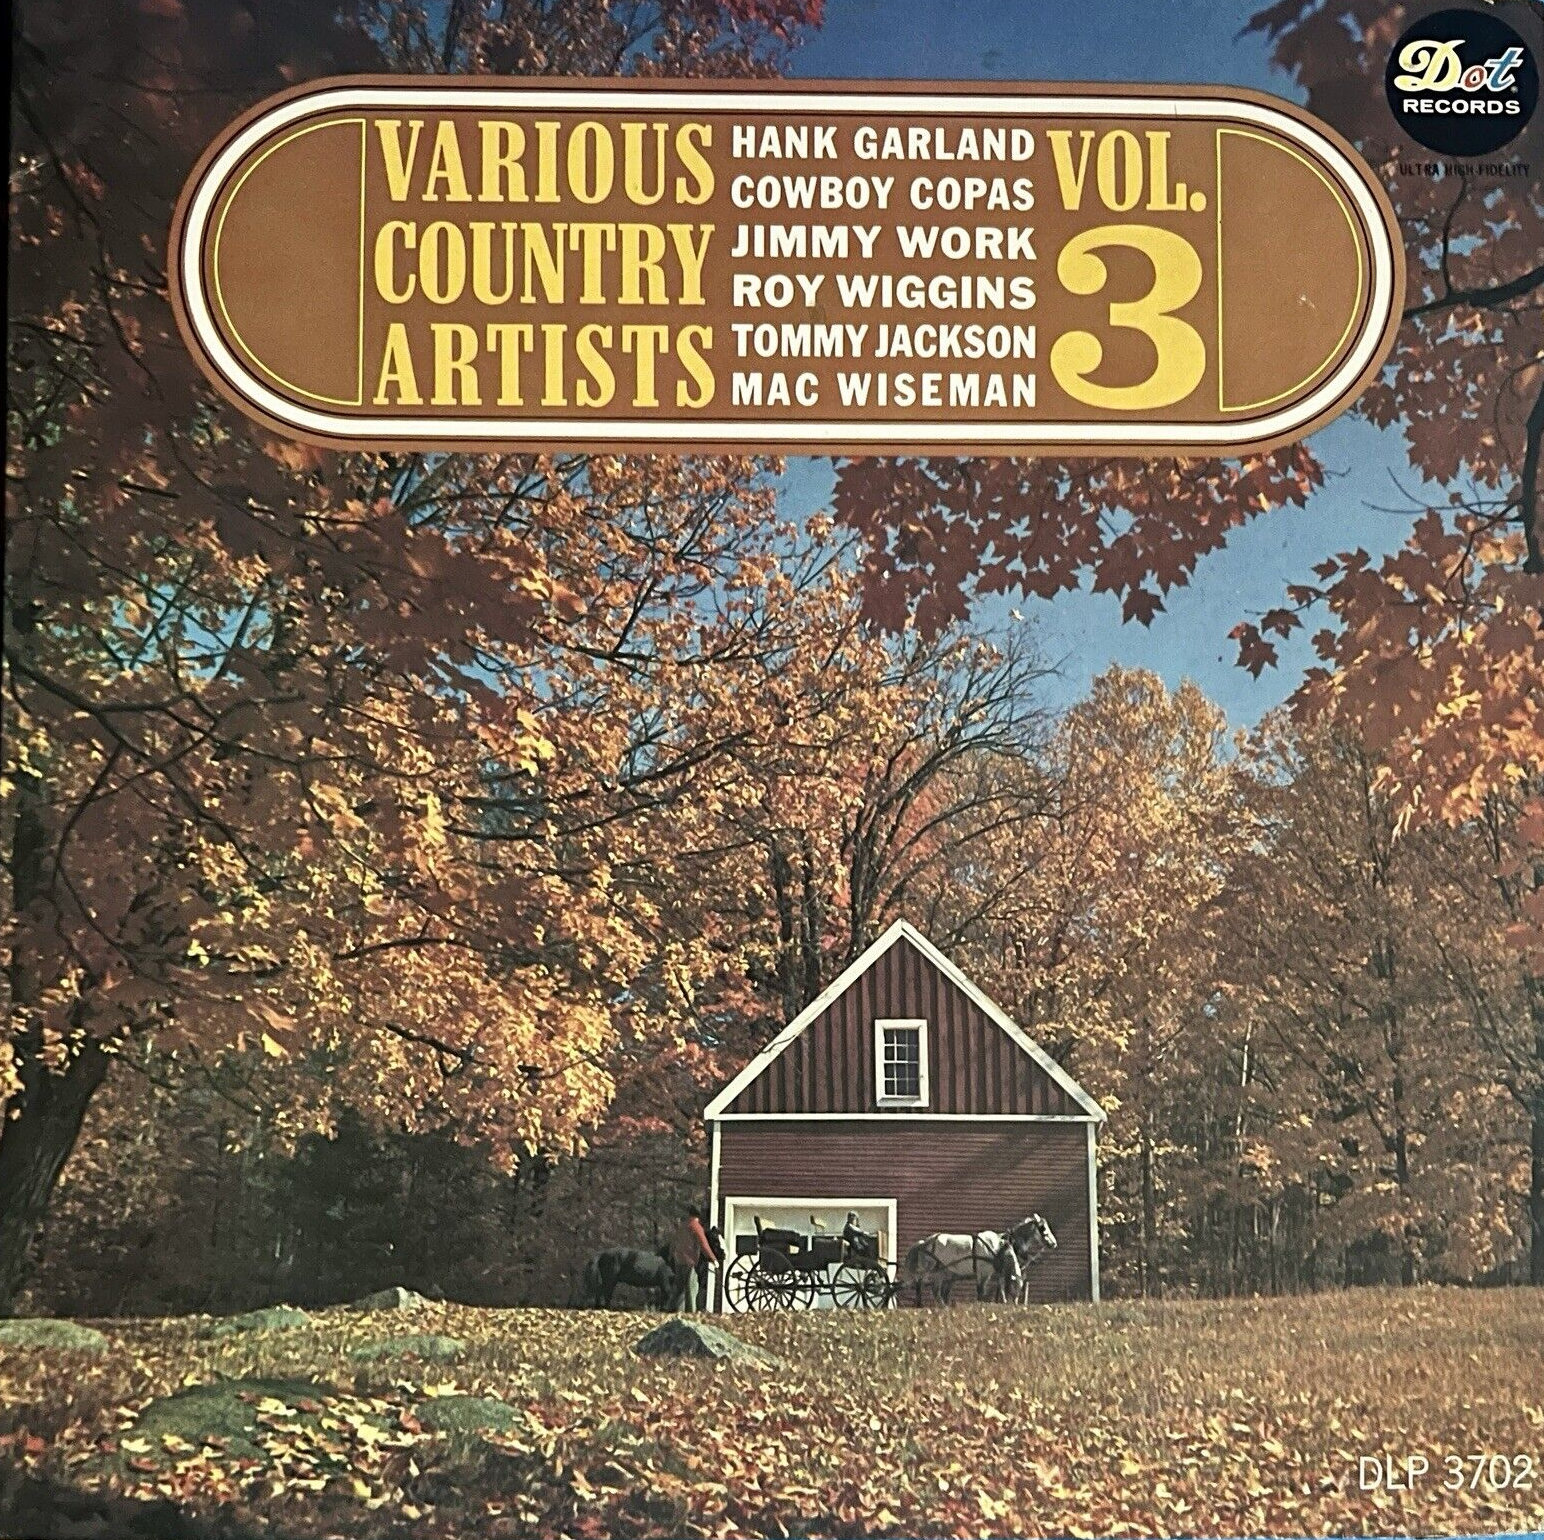 Dot
RECORDS
ULTRA HIGH FIDELITY
VARIOUS
COUNTRY
ARTISTS
HANK GARLAND
COWBOY COPAS
JIMMY WORK
ROY WIGGINS
TOMMY JACKSON
MAC WISEMAN
VOL.
3
DLP 3702